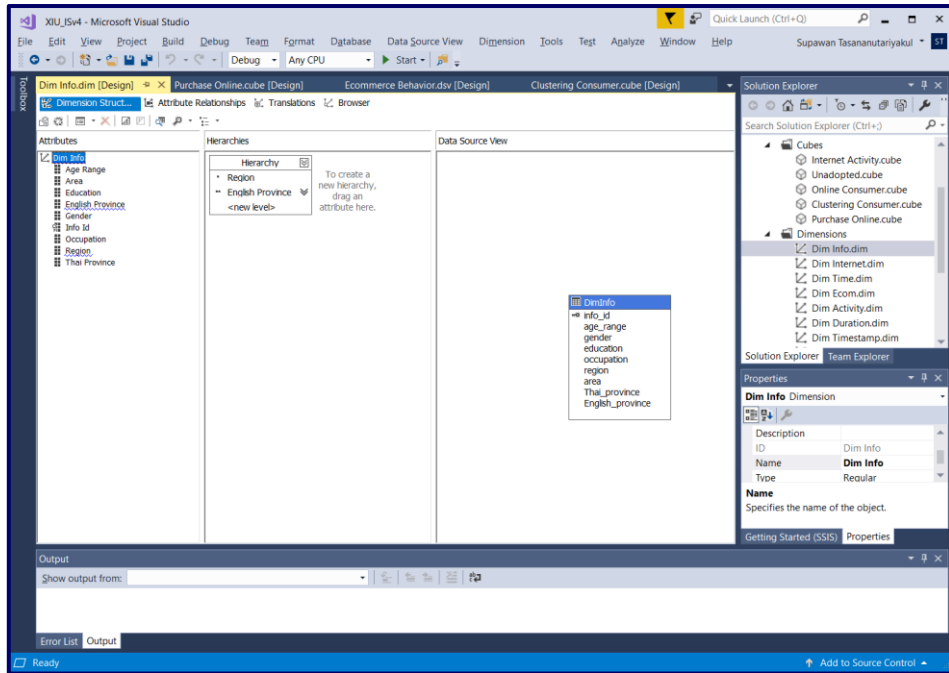 XIU_ISv4 - Microsoft Visual Studio
Quick Launch (Ctrl+Q)
File Edit View Project Build Debug Team Format Database Data Source View Dimension Tools Test Analyze Window Help
Supawan Tasananutariyakul ST
Debug Any CPU Start
Toolbox
Dim Info.dim [Design] Purchase Online.cube [Design] Ecommerce Behavior.dsv [Design] Clustering Consumer.cube [Design]
Dimension Struct... Attribute Relationships Translations Browser
Attributes
Dim Info
Age Range
Area
Education
English Province
Gender
Info Id
Occupation
Region
Thai Province
Hierarchies
Hierarchy
Region
English Province
<new level>
To create a
new hierarchy,
drag an
attribute here.
Data Source View
DimInfo
info_id
age_range
gender
education
occupation
region
area
Thai_province
English_province
Solution Explorer
Search Solution Explorer (Ctrl+;)
Cubes
Internet Activity.cube
Unadopted.cube
Online Consumer.cube
Clustering Consumer.cube
Purchase Online.cube
Dimensions
Dim Info.dim
Dim Internet.dim
Dim Time.dim
Dim Ecom.dim
Dim Activity.dim
Dim Duration.dim
Dim Timestamp.dim
Solution Explorer Team Explorer
Properties
Dim Info Dimension
Description
ID Dim Info
Name Dim Info
Type Regular
Name
Specifies the name of the object.
Getting Started (SSIS) Properties
Output
Show output from:
Error List Output
Ready
Add to Source Control